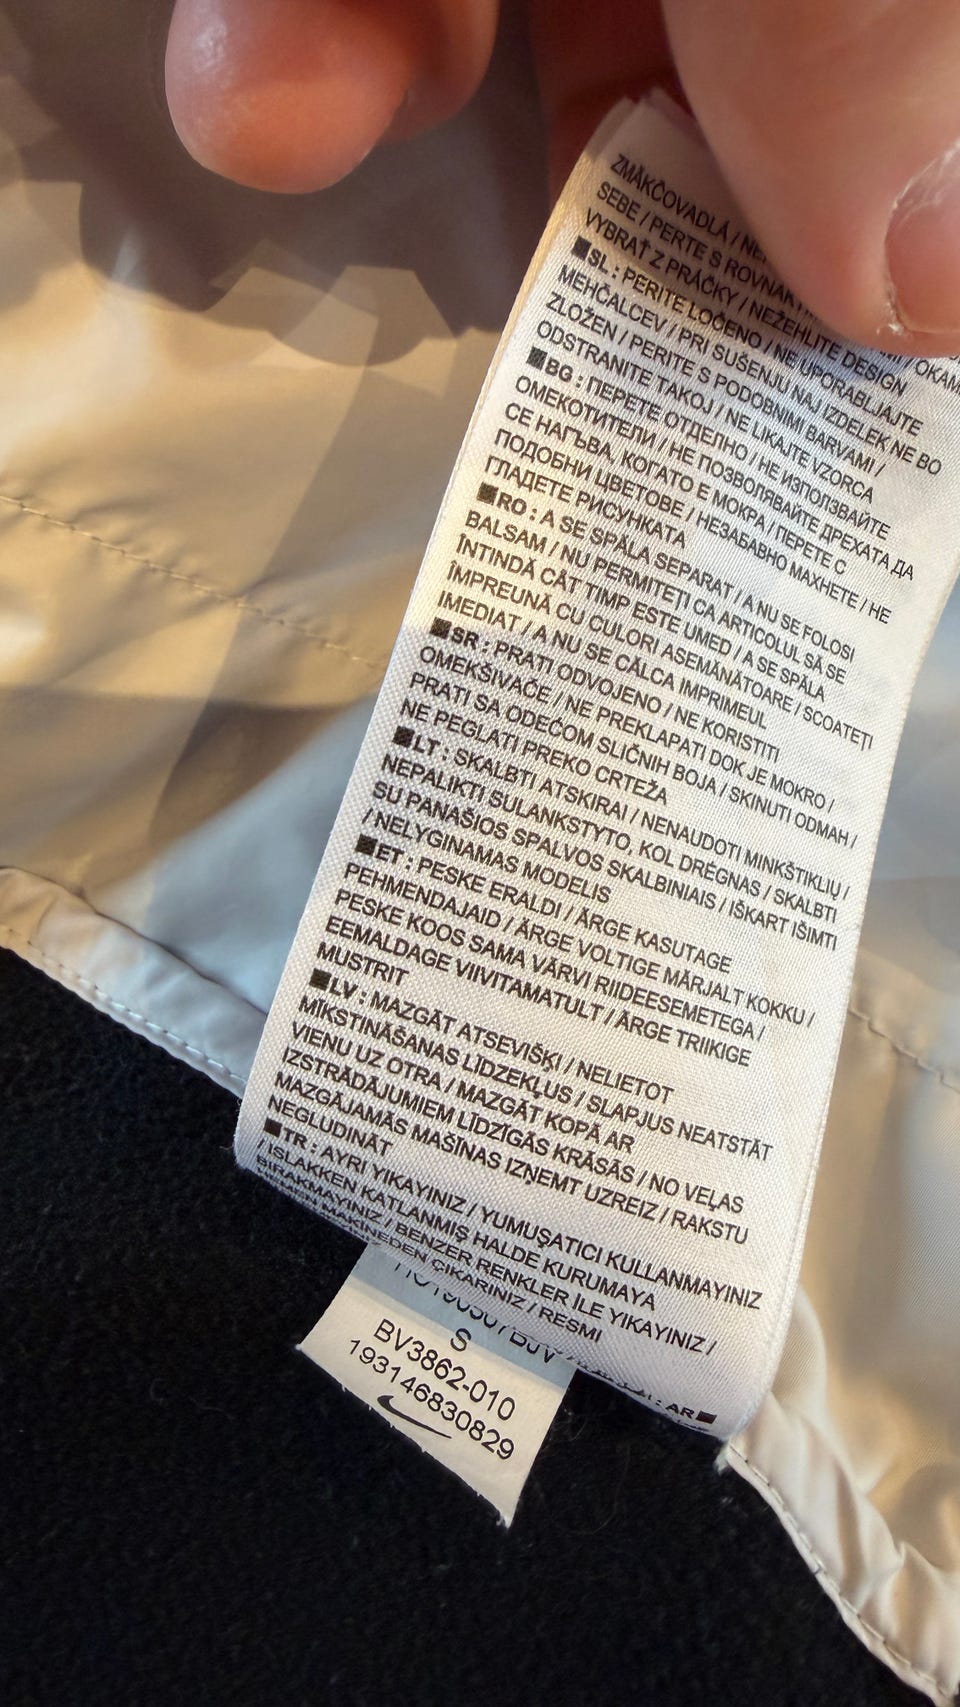 ZMÄKČOVADLÁ /
SEBE / PERTE S
VYBRAŤ Z PRÁČKY / NEŽEHLITE DESIGN
■SL : PERITE LOČENO / NE UPORABLJAJTE
MEHČALCEV / PRI SUŠENJU NAJ IZDELEK NE BO
ZLOŽEN / PERITE S PODOBNIMI BARVAMI /
ODSTRANITE TAKOJ / NE LIKAJTE VZORCA
■BG : ПЕРЕТЕ ОТДЕЛНО / НЕ ИЗПОЛЗВАЙТЕ
ОМЕКОТИТЕЛИ / НЕ ПОЗВОЛЯВАЙТЕ ДРЕХАТА ДА
СЕ НАГЪВА, КОГАТО Е МОКРА / ПЕРЕТЕ С
ПОДОБНИ ЦВЕТОВЕ / НЕЗАБАВНО МАХНЕТЕ / НЕ
ГЛАДЕТЕ РИСУНКАТА
■RO : A SE SPĂLA SEPARAT / A NU SE FOLOSI
BALSAM / NU PERMITEȚI CA ARTICOLUL SĂ SE
ÎNTINDĂ CÂT TIMP ESTE UMED / A SE SPĂLA
ÎMPREUNĂ CU CULORI ASEMĂNĂTOARE / SCOATEȚI
IMEDIAT / A NU SE CĂLCA IMPRIMEUL
■SR : PRATI ODVOJENO / NE KORISTITI
OMEKŠIVAČE / NE PREKLAPATI DOK JE MOKRO /
PRATI SA ODEĆOM SLIČNIH BOJA / SKINUTI ODMAH /
NE PEGLATI PREKO CRTEŽA
■LT : SKALBTI ATSKIRAI / NENAUDOTI MINKŠTIKLIŲ /
NEPALIKTI SULANKSTYTO, KOL DRĖGNAS / SKALBTI
SU PANAŠIOS SPALVOS SKALBINIAIS / IŠKART IŠIMTI
/ NELYGINAMAS MODELIS
■ET : PESKE ERALDI / ÄRGE KASUTAGE
PEHMENDAJAID / ÄRGE VOLTIGE MÄRJALT KOKKU /
PESKE KOOS SAMA VÄRVI RIIDEESEMETEGA /
EEMALDAGE VIIVITAMATULT / ÄRGE TRIIKIGE
MUSTRIT
■LV : MAZGĀT ATSEVIŠĶI / NELIETOT
MĪKSTINĀŠANAS LĪDZEKĻUS / SLAPJUS NEATSTĀT
VIENU UZ OTRA / MAZGĀT KOPĀ AR
IZSTRĀDĀJUMIEM LĪDZĪGĀS KRĀSĀS / NO VEĻAS
MAZGĀJAMĀS MAŠĪNAS IZŅEMT UZREIZ / RAKSTU
NEGLUDINĀT
■TR : AYRI YIKAYINIZ / YUMUŞATICI KULLANMAYINIZ
/ ISLAKKEN KATLANMIŞ HALDE KURUMAYA
BIRAKMAYINIZ / BENZER RENKLER İLE YIKAYINIZ /
MAKİNEDEN ÇIKARINIZ / RESMI
: AR■
S
BV3862-010
193146830829